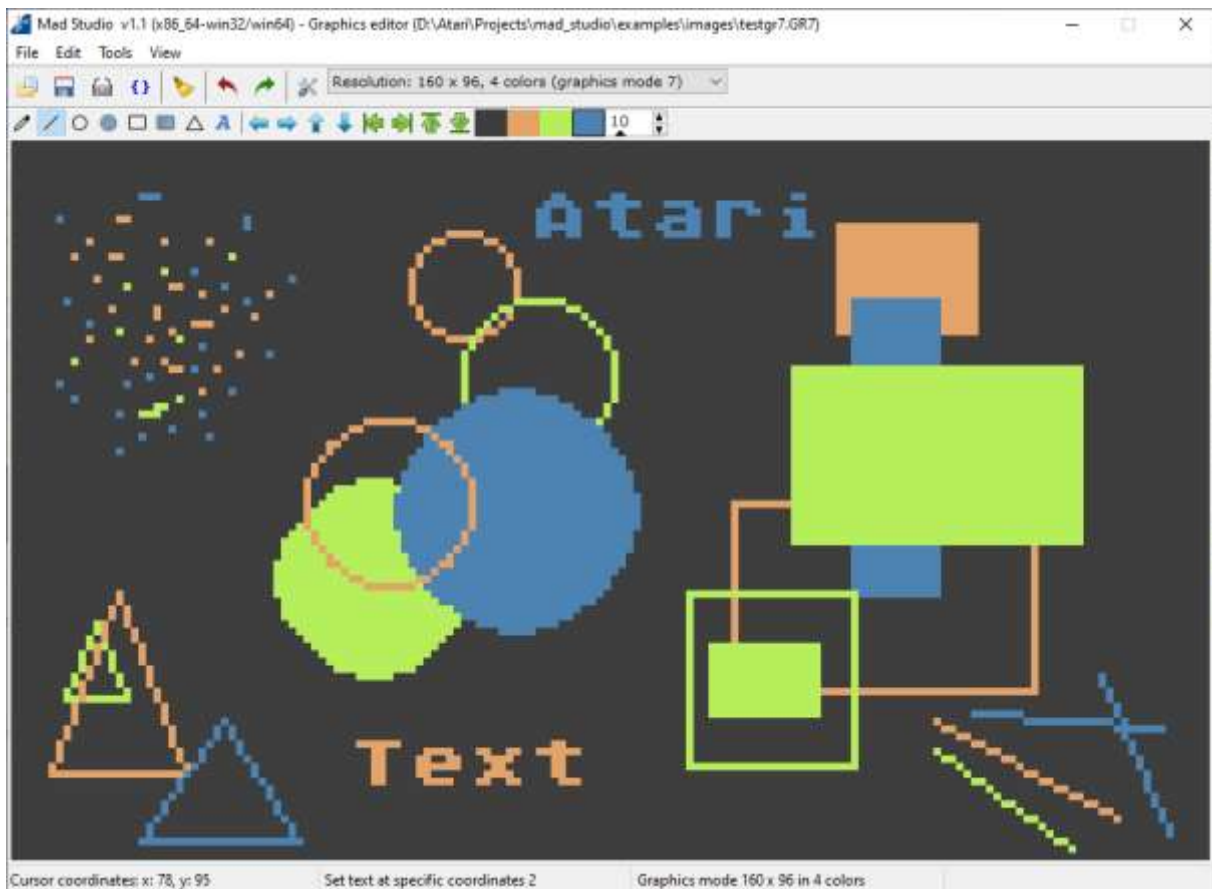 Mad Studio v1.1 (x86_64-win32/win64) - Graphics editor (D:\Atari\Projects\mad_studio\examples\images\testgr7.GR7)
File Edit Tools View
Resolution: 160 x 96, 4 colors (graphics mode 7)
A 10
Atari
Text
Cursor coordinates: x: 78, y: 95 Set text at specific coordinates 2 Graphics mode 160 x 96 in 4 colors